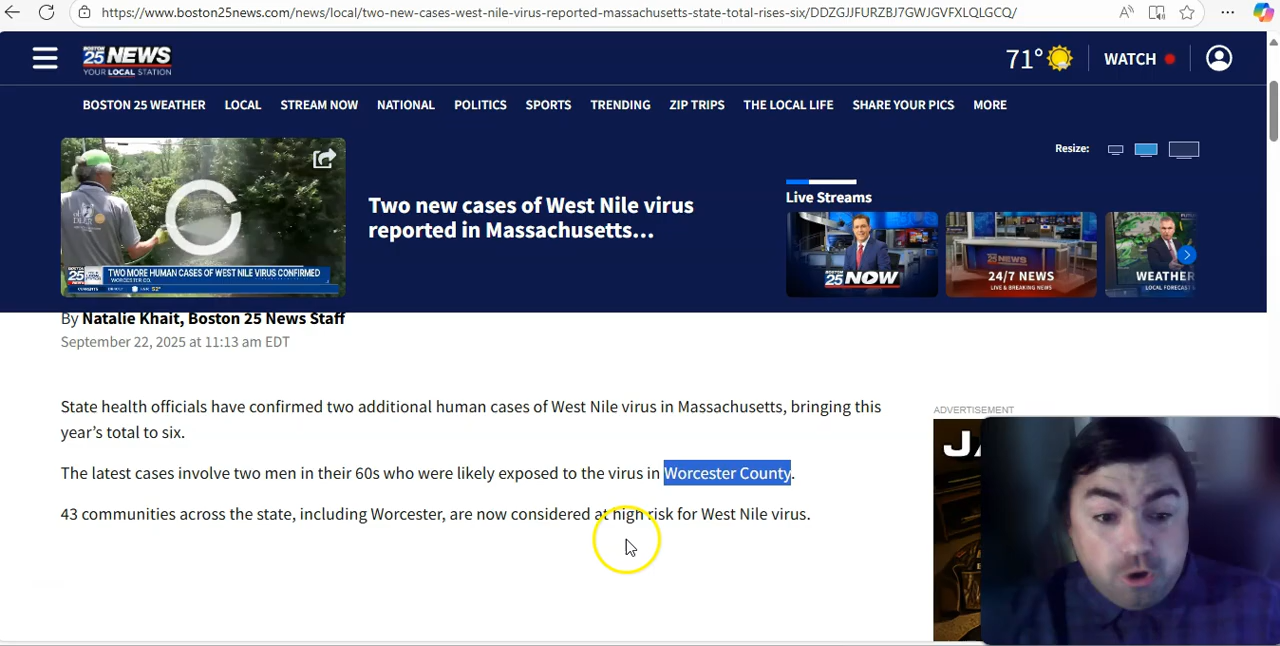 https://www.boston25news.com/news/local/two-new-cases-west-nile-virus-reported-massachusetts-state-total-rises-six/DDZGJJFURZBJ7GWJGVFXLQLGCQ/
BOSTON
25 NEWS
YOUR LOCAL STATION
71°
WATCH
BOSTON 25 WEATHER
LOCAL
STREAM NOW
NATIONAL
POLITICS
SPORTS
TRENDING
ZIP TRIPS
THE LOCAL LIFE
SHARE YOUR PICS
MORE
Resize:
Two new cases of West Nile virus
reported in Massachusetts...
TWO MORE HUMAN CASES OF WEST NILE VIRUS CONFIRMED
WORCESTER CO.
Live Streams
25 NOW
24/7 NEWS
LIVE & BREAKING NEWS
WEATHER
LOCAL FORECAST
By Natalie Khait, Boston 25 News Staff
September 22, 2025 at 11:13 am EDT
State health officials have confirmed two additional human cases of West Nile virus in Massachusetts, bringing this
year's total to six.
The latest cases involve two men in their 60s who were likely exposed to the virus in Worcester County.
43 communities across the state, including Worcester, are now considered at high risk for West Nile virus.
ADVERTISEMENT
JA